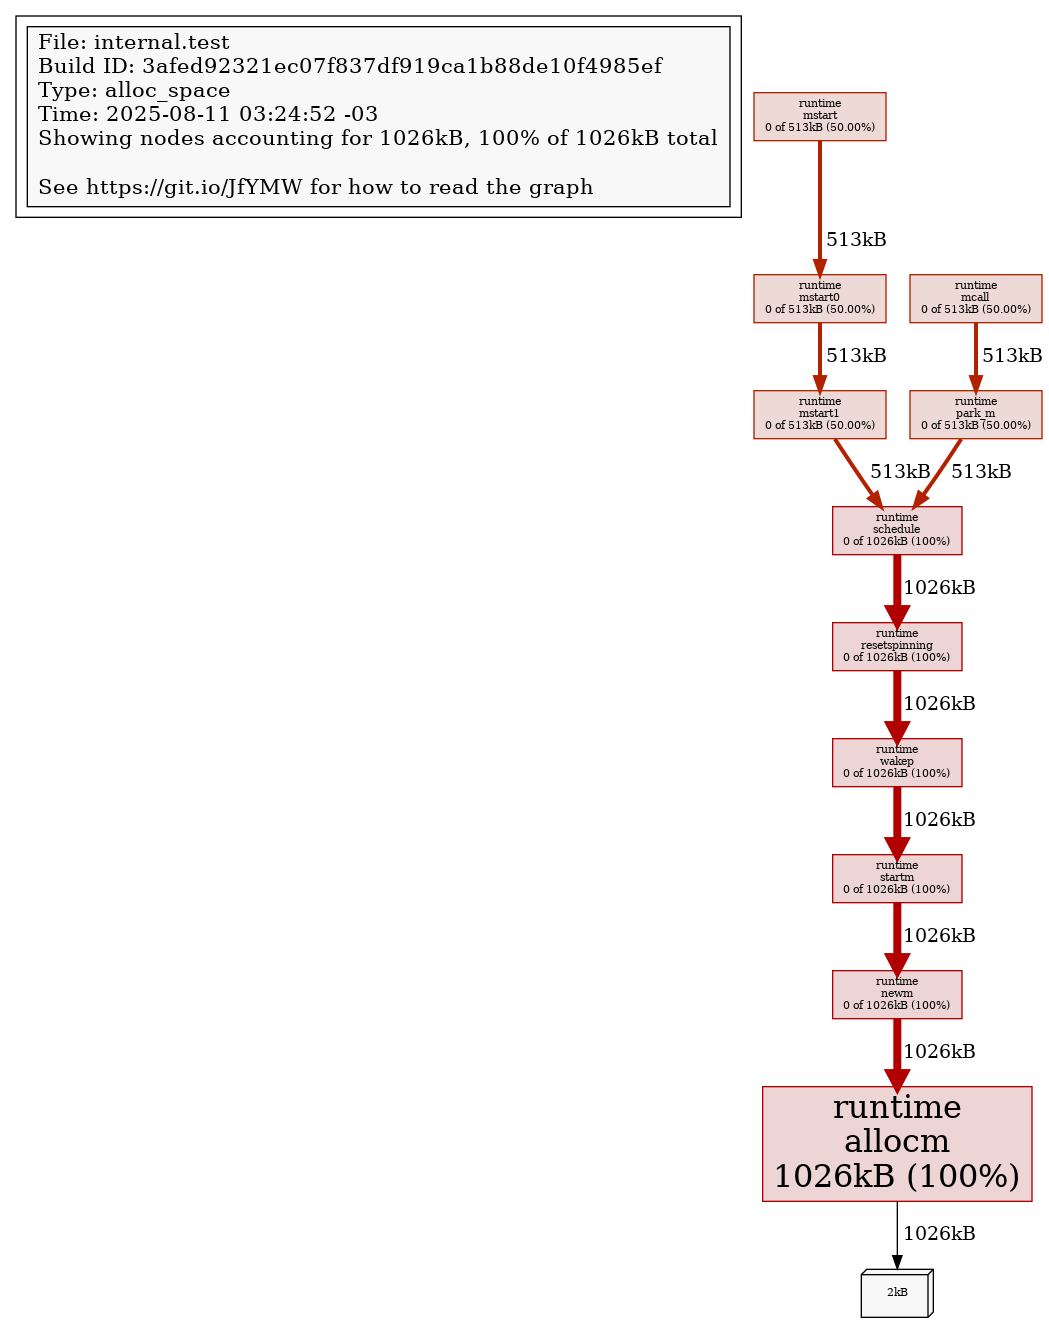 File: internal.test
Build ID: 3afed92321ec07f837df919ca1b88de10f4985ef
Type: alloc_space
Time: 2025-08-11 03:24:52 -03
Showing nodes accounting for 1026kB, 100% of 1026kB total
See https://git.io/JfYMW for how to read the graph
runtime
mstart
0 of 513kB (50.00%)
513kB
runtime
mstart0
0 of 513kB (50.00%)
runtime
mcall
0 of 513kB (50.00%)
513kB
513kB
runtime
mstart1
0 of 513kB (50.00%)
runtime
park_m
0 of 513kB (50.00%)
513kB
513kB
runtime
schedule
0 of 1026kB (100%)
1026kB
runtime
resetspinning
0 of 1026kB (100%)
1026kB
runtime
wakep
0 of 1026kB (100%)
1026kB
runtime
startm
0 of 1026kB (100%)
1026kB
runtime
newm
0 of 1026kB (100%)
1026kB
runtime
allocm
1026kB (100%)
1026kB
2kB